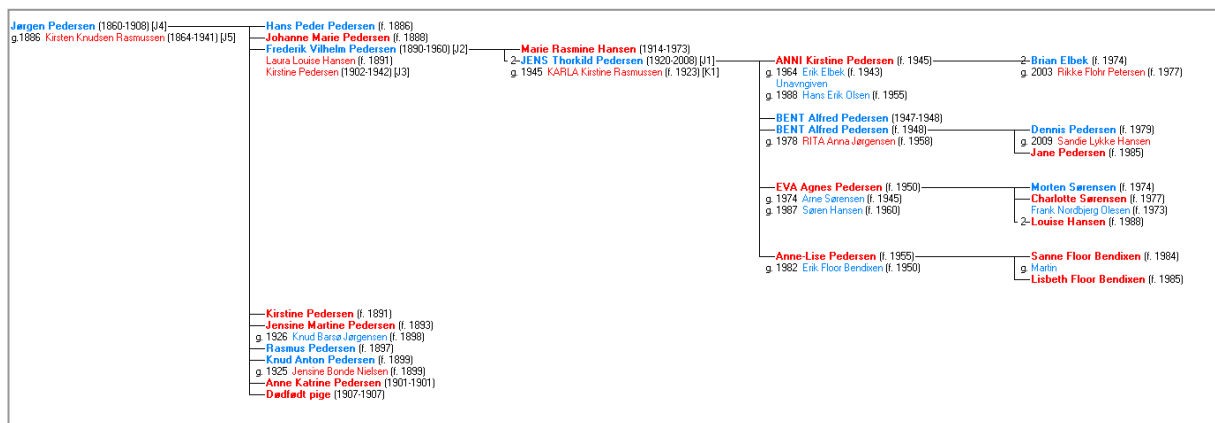 Jørgen Pedersen (1860-1908) [J4]
g.1886 Kirsten Knudsen Rasmussen (1864-1941) [J5]
Hans Peder Pedersen (f. 1886)
Johanne Marie Pedersen (f. 1888)
Frederik Vilhelm Pedersen (1890-1960) [J2]
Laura Louise Hansen (f. 1891)
Kirstine Pedersen (1902-1942) [J3]
Marie Rasmine Hansen (1914-1973)
2 JENS Thorkild Pedersen (1920-2008) [J1]
g. 1945 KARLA Kirstine Rasmussen (f. 1923) [K1]
ANNI Kirstine Pedersen (f. 1945)
g. 1964 Erik Elbek (f. 1943)
Unavngiven
g. 1988 Hans Erik Olsen (f. 1955)
2 Brian Elbek (f. 1974)
g. 2003 Rikke Flohr Petersen (f. 1977)
BENT Alfred Pedersen (1947-1948)
BENT Alfred Pedersen (f. 1948)
g. 1978 RITA Anna Jørgensen (f. 1958)
Dennis Pedersen (f. 1979)
g. 2009 Sandie Lykke Hansen
Jane Pedersen (f. 1985)
EVA Agnes Pedersen (f. 1950)
g. 1974 Arne Sørensen (f. 1945)
g. 1987 Søren Hansen (f. 1960)
Morten Sørensen (f. 1974)
Charlotte Sørensen (f. 1977)
Frank Nordbjerg Olesen (f. 1973)
2 Louise Hansen (f. 1988)
Anne-Lise Pedersen (f. 1955)
g. 1982 Erik Floor Bendixen (f. 1950)
Sanne Floor Bendixen (f. 1984)
g. Martin
Lisbeth Floor Bendixen (f. 1985)
Kirstine Pedersen (f. 1891)
Jensine Martine Pedersen (f. 1893)
g. 1926 Knud Barsø Jørgensen (f. 1898)
Rasmus Pedersen (f. 1897)
Knud Anton Pedersen (f. 1899)
g. 1925 Jensine Bonde Nielsen (f. 1899)
Anne Katrine Pedersen (1901-1901)
Dødfødt pige (1907-1907)